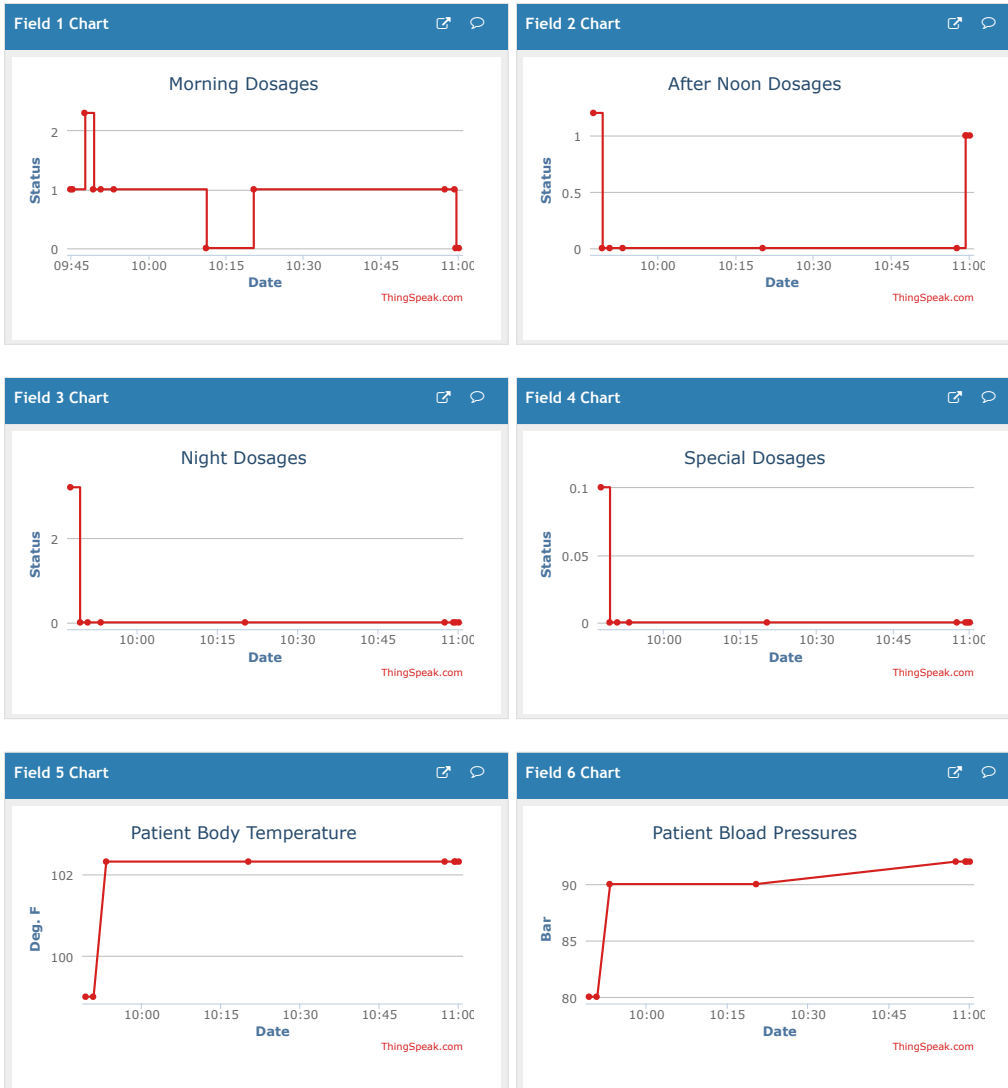 Field 1 Chart
Morning Dosages
Status
2
1
0
09:45 10:00 10:15 10:30 10:45 11:00
Date
ThingSpeak.com
Field 2 Chart
After Noon Dosages
Status
1
0.5
0
10:00 10:15 10:30 10:45 11:00
Date
ThingSpeak.com
Field 3 Chart
Night Dosages
Status
2
0
10:00 10:15 10:30 10:45 11:00
Date
ThingSpeak.com
Field 4 Chart
Special Dosages
Status
0.1
0.05
0
10:00 10:15 10:30 10:45 11:00
Date
ThingSpeak.com
Field 5 Chart
Patient Body Temperature
Deg. F
102
100
10:00 10:15 10:30 10:45 11:00
Date
ThingSpeak.com
Field 6 Chart
Patient Bload Pressures
Bar
90
85
80
10:00 10:15 10:30 10:45 11:00
Date
ThingSpeak.com